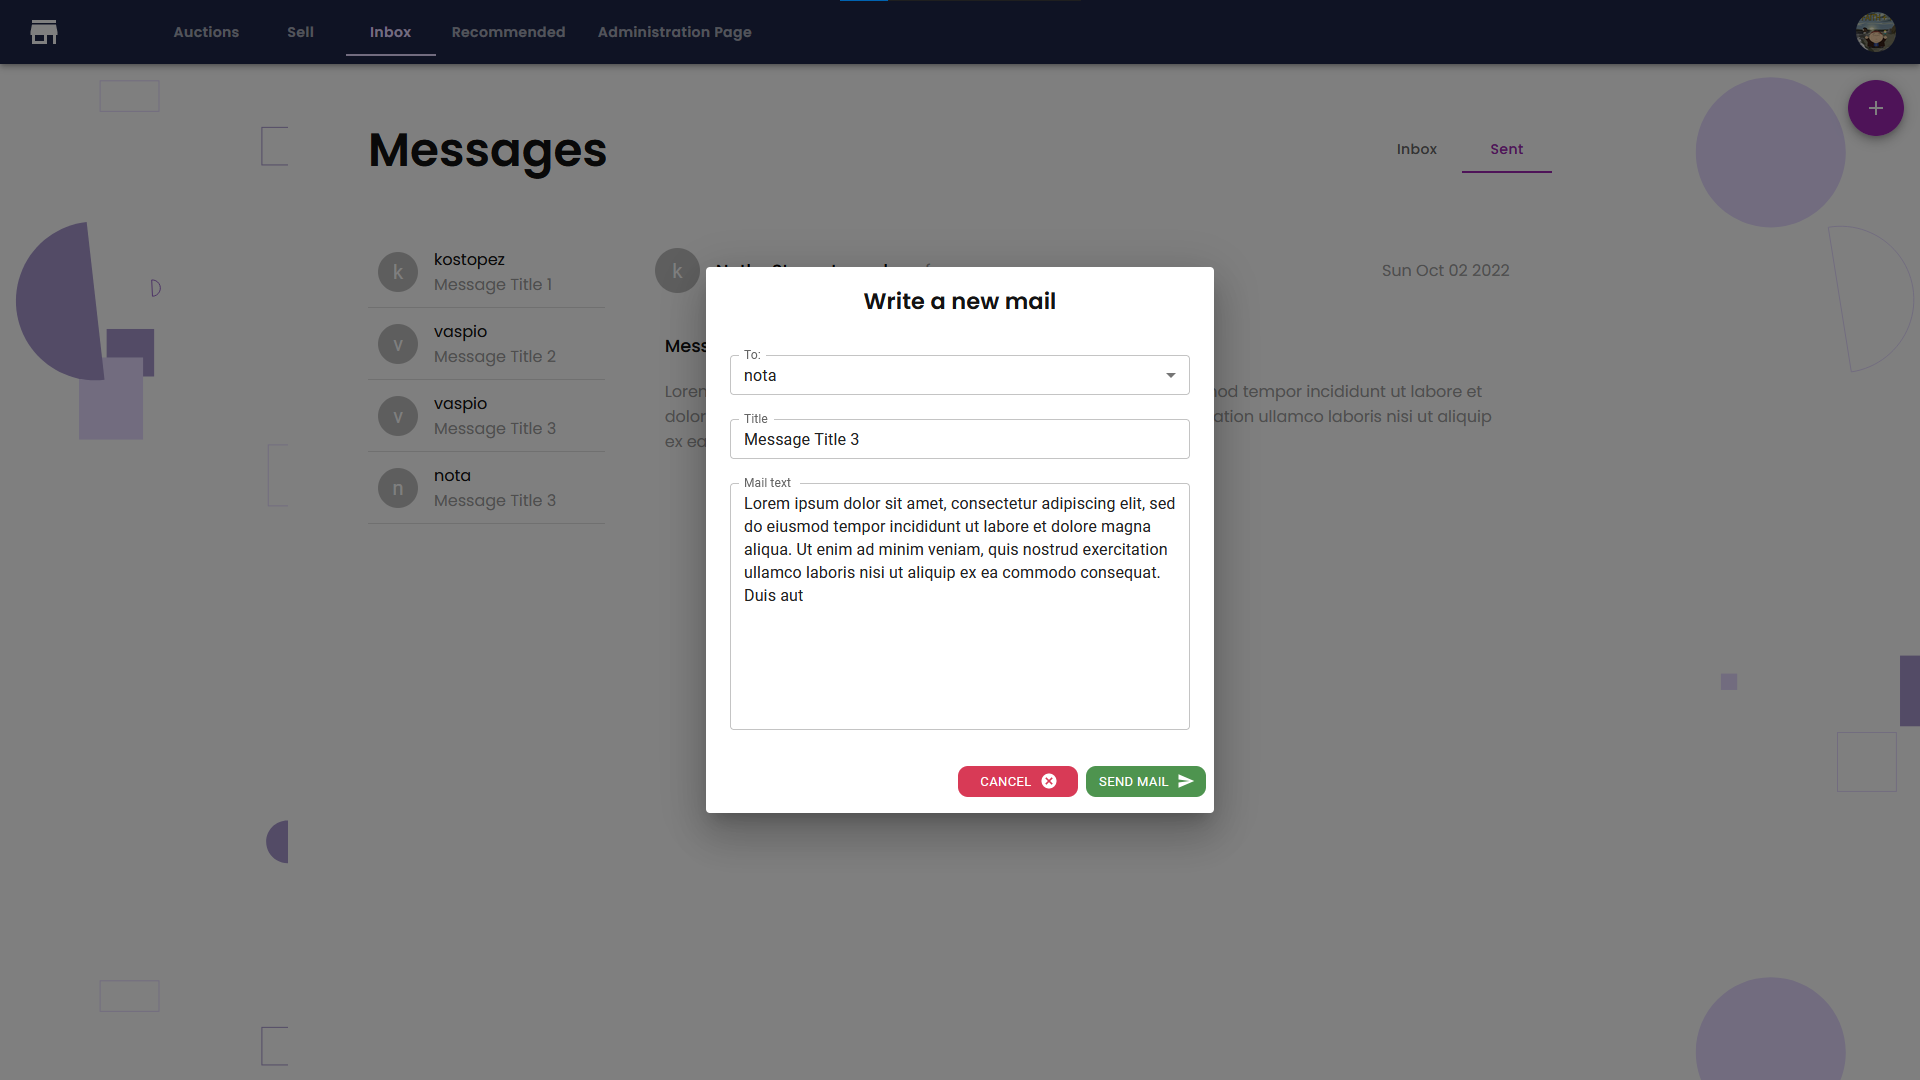 Auctions Sell Inbox Recommended Administration Page
Messages
Inbox Sent
k kostopez
Message Title 1
v vaspio
Message Title 2
v vaspio
Message Title 3
n nota
Message Title 3
k Sun Oct 02 2022
Mess
Lorem od tempor incididunt ut labore et
dolor ation ullamco laboris nisi ut aliquip
ex ea
Write a new mail
To:
nota
Title
Message Title 3
Mail text
Lorem ipsum dolor sit amet, consectetur adipiscing elit, sed
do eiusmod tempor incididunt ut labore et dolore magna
aliqua. Ut enim ad minim veniam, quis nostrud exercitation
ullamco laboris nisi ut aliquip ex ea commodo consequat.
Duis aut
CANCEL SEND MAIL